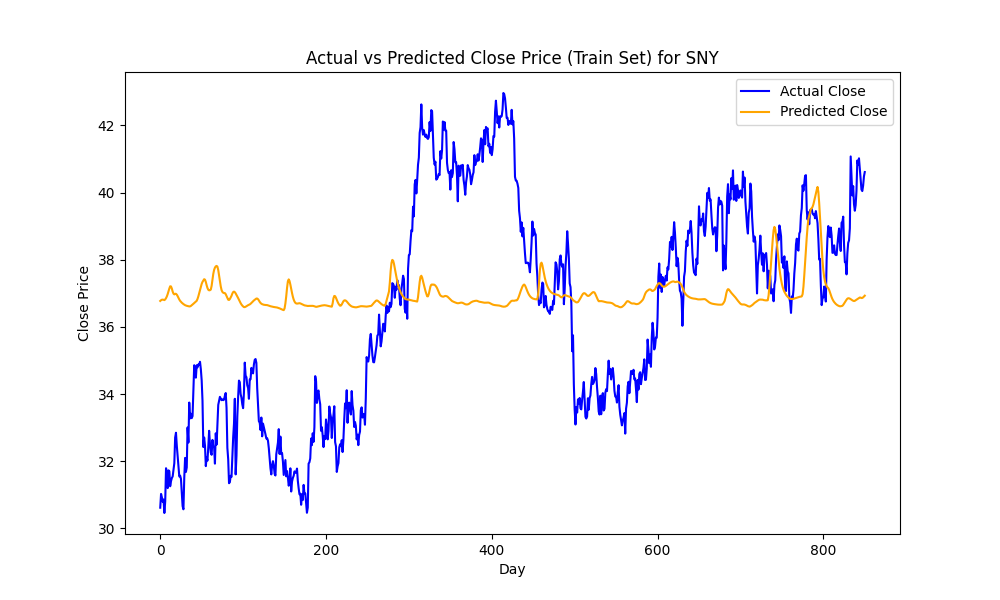 Actual vs Predicted Close Price (Train Set) for SNY
Actual Close
Predicted Close
Close Price
42
40
38
36
34
32
30
0 200 400 600 800
Day